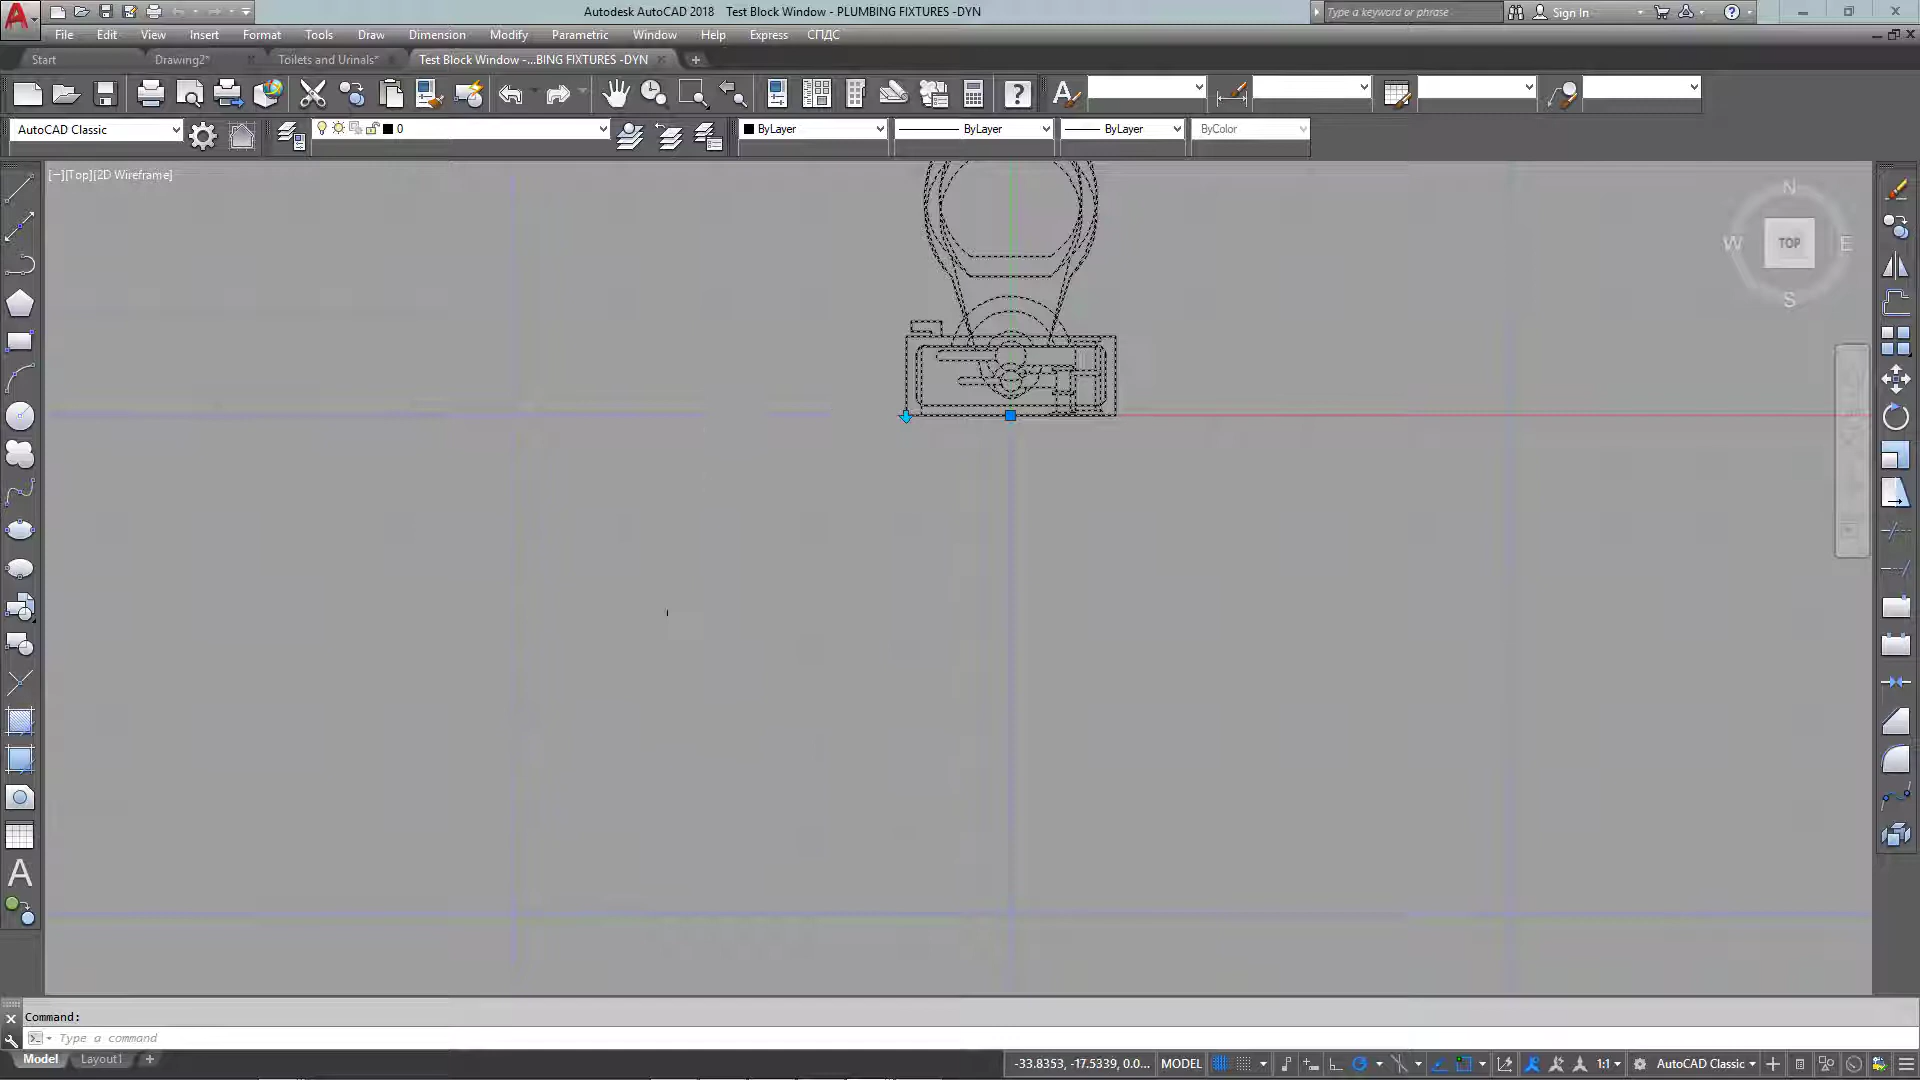 Autodesk AutoCAD 2018 Test Block Window - PLUMBING FIXTURES -DYN
Type a keyword or phrase
Sign In
File Edit View Insert Format Tools Draw Dimension Modify Parametric Window Help Express СПДС
Start Drawing2* Toilets and Urinals* Test Block Window -...BING FIXTURES -DYN
AutoCAD Classic 0 ByLayer ByLayer ByLayer ByColor
[−][Top][2D Wireframe]
N
W TOP E
S
A
Command:
Type a command
Model Layout1 +
-33.8353, -17.5339, 0.0... MODEL 1:1 AutoCAD Classic